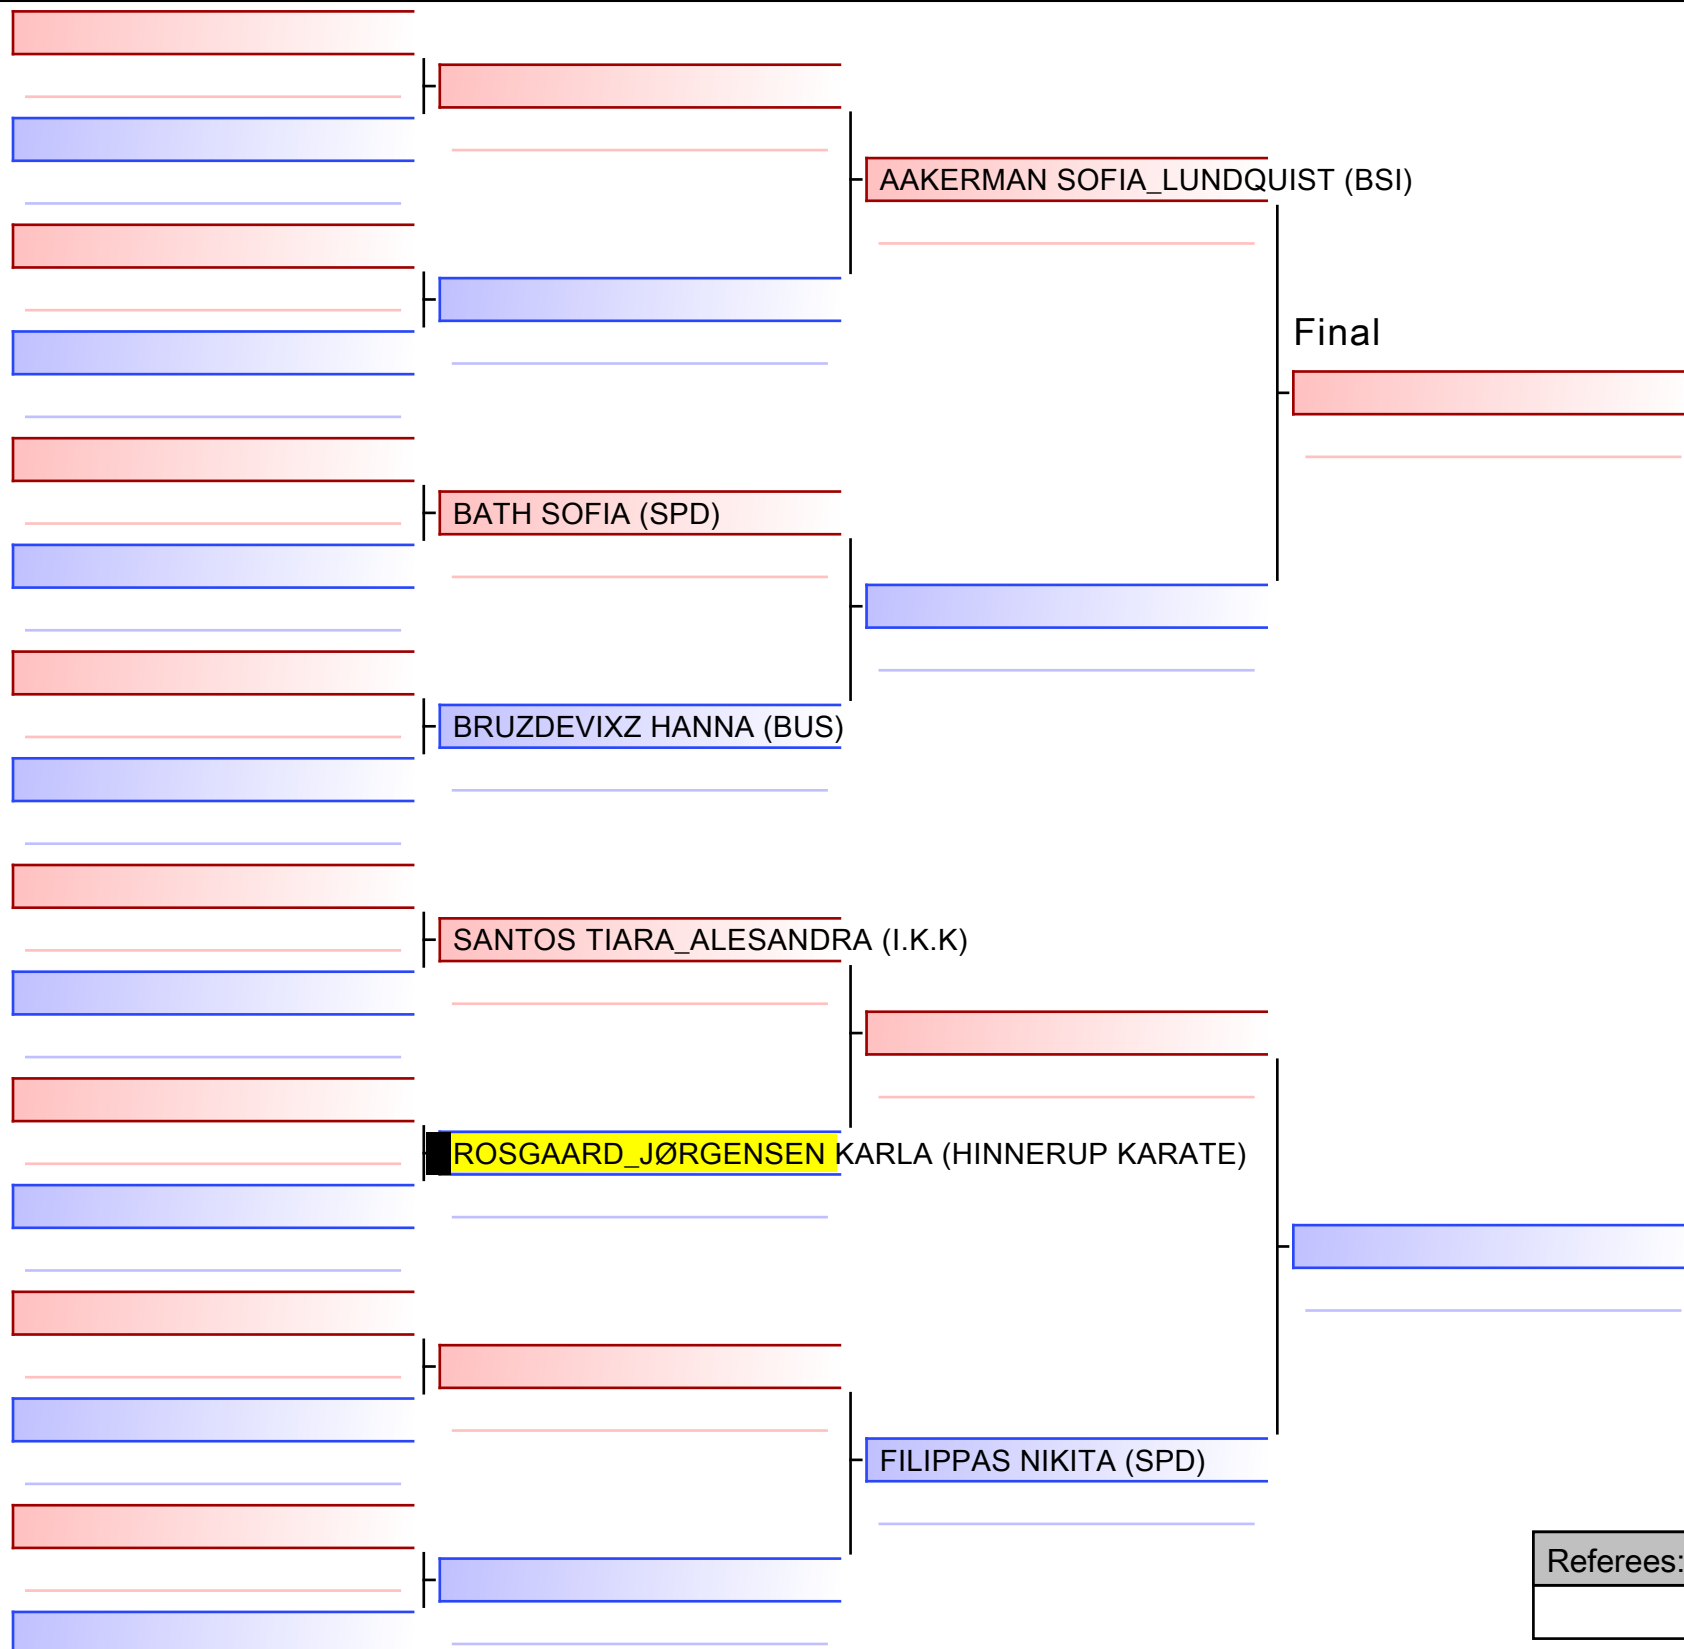 AAKERMAN SOFIA_LUNDQUIST (BSI)
Final
BATH SOFIA (SPD)
BRUZDEVIXZ HANNA (BUS)
SANTOS TIARA_ALESANDRA (I.K.K)
ROSGAARD_JØRGENSEN KARLA (HINNERUP KARATE)
FILIPPAS NIKITA (SPD)
Referees: